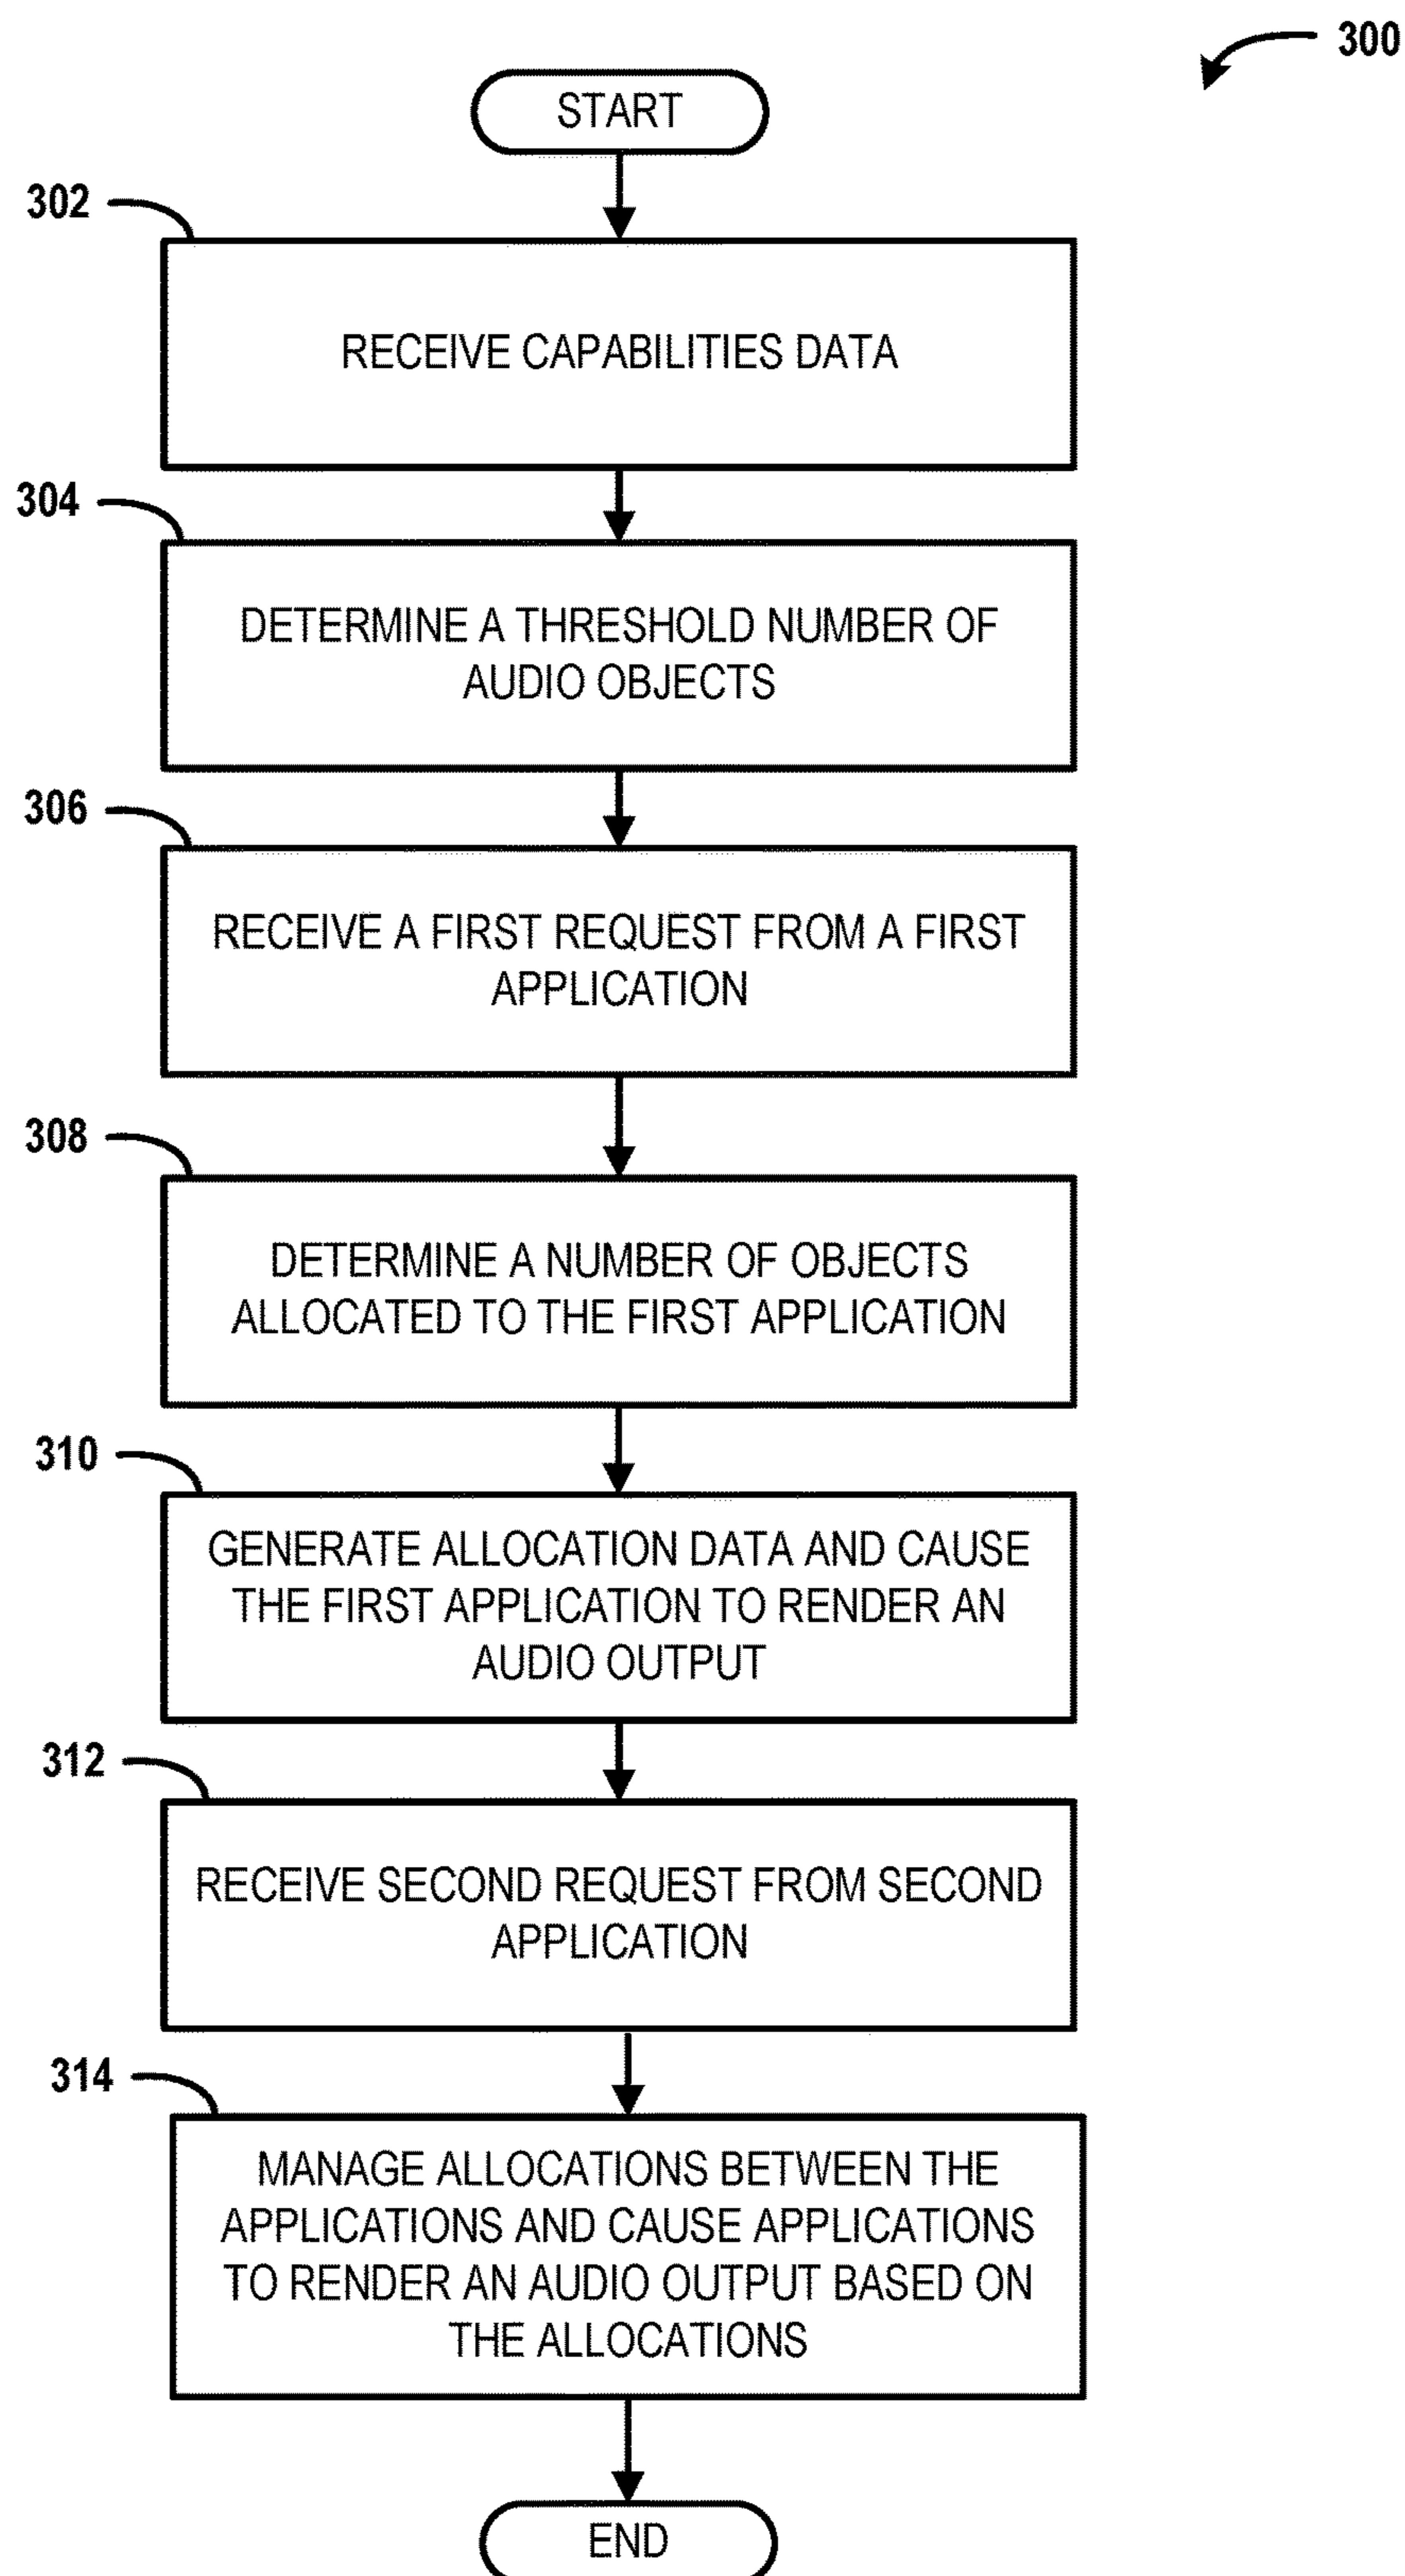 300
START
302
RECEIVE CAPABILITIES DATA
304
DETERMINE A THRESHOLD NUMBER OF
AUDIO OBJECTS
306
RECEIVE A FIRST REQUEST FROM A FIRST
APPLICATION
308
DETERMINE A NUMBER OF OBJECTS
ALLOCATED TO THE FIRST APPLICATION
310
GENERATE ALLOCATION DATA AND CAUSE
THE FIRST APPLICATION TO RENDER AN
AUDIO OUTPUT
312
RECEIVE SECOND REQUEST FROM SECOND
APPLICATION
314
MANAGE ALLOCATIONS BETWEEN THE
APPLICATIONS AND CAUSE APPLICATIONS
TO RENDER AN AUDIO OUTPUT BASED ON
THE ALLOCATIONS
END